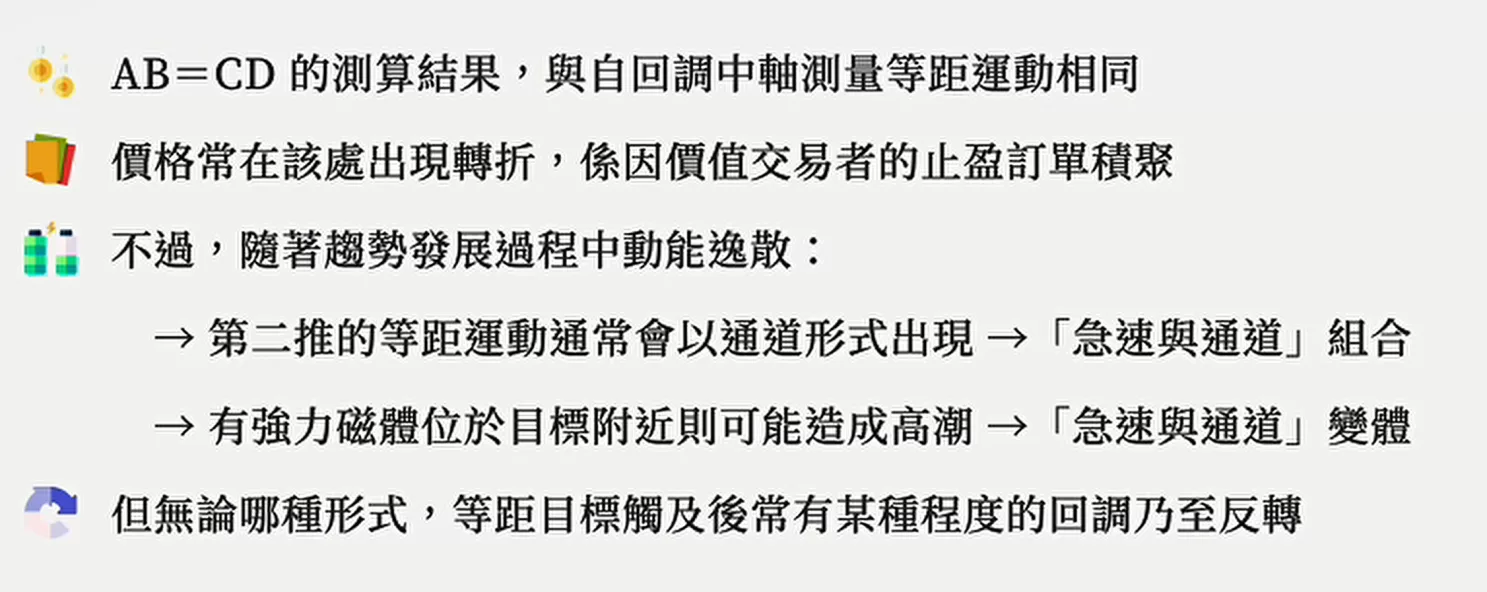 AB＝CD 的測算結果，與自回調中軸測量等距運動相同
價格常在該處出現轉折，係因價值交易者的止盈訂單積聚
不過，隨著趨勢發展過程中動能逸散：
→ 第二推的等距運動通常會以通道形式出現 →「急速與通道」組合
→ 有強力磁體位於目標附近則可能造成高潮 →「急速與通道」變體
但無論哪種形式，等距目標觸及後常有某種程度的回調乃至反轉